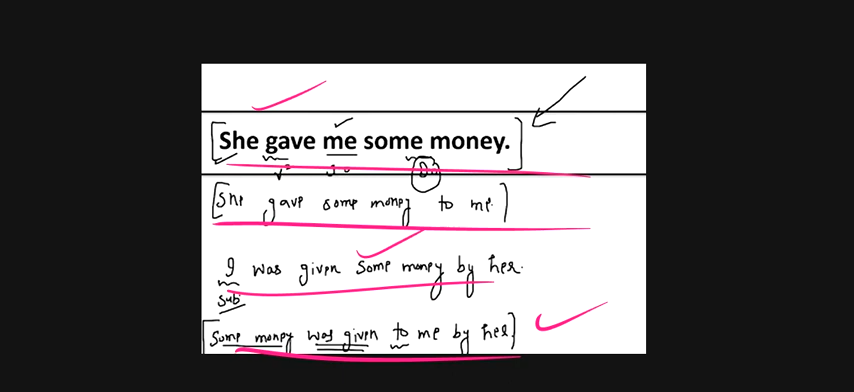 She gave me some money.
V I.O D.O
She gave some money to me.
I was given some money by her.
Sub
Some money was given to me by her